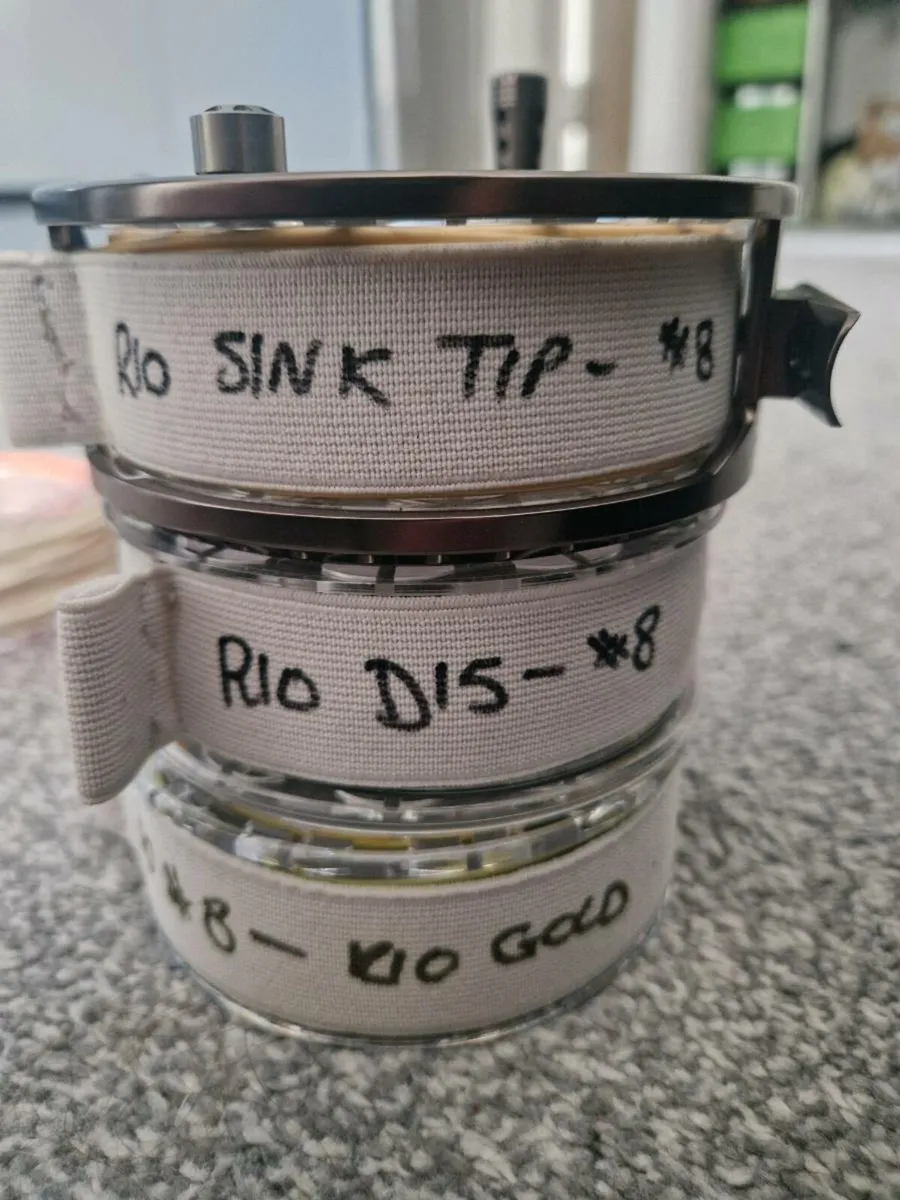 RIO SINK TIP - #8
RIO DI5 - #8
#8 - RIO GOLD